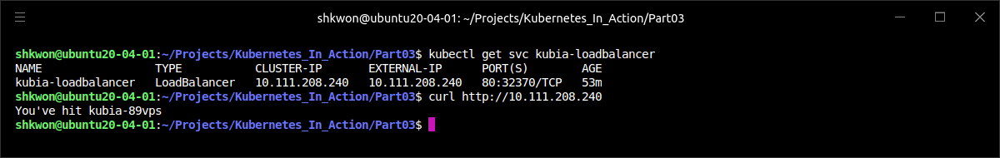 shkwon@ubuntu20-04-01: ~/Projects/Kubernetes_In_Action/Part03
shkwon@ubuntu20-04-01:~/Projects/Kubernetes_In_Action/Part03$ kubectl get svc kubia-loadbalancer
NAME TYPE CLUSTER-IP EXTERNAL-IP PORT(S) AGE
kubia-loadbalancer LoadBalancer 10.111.208.240 10.111.208.240 80:32370/TCP 53m
shkwon@ubuntu20-04-01:~/Projects/Kubernetes_In_Action/Part03$ curl http://10.111.208.240
You've hit kubia-89vps
shkwon@ubuntu20-04-01:~/Projects/Kubernetes_In_Action/Part03$